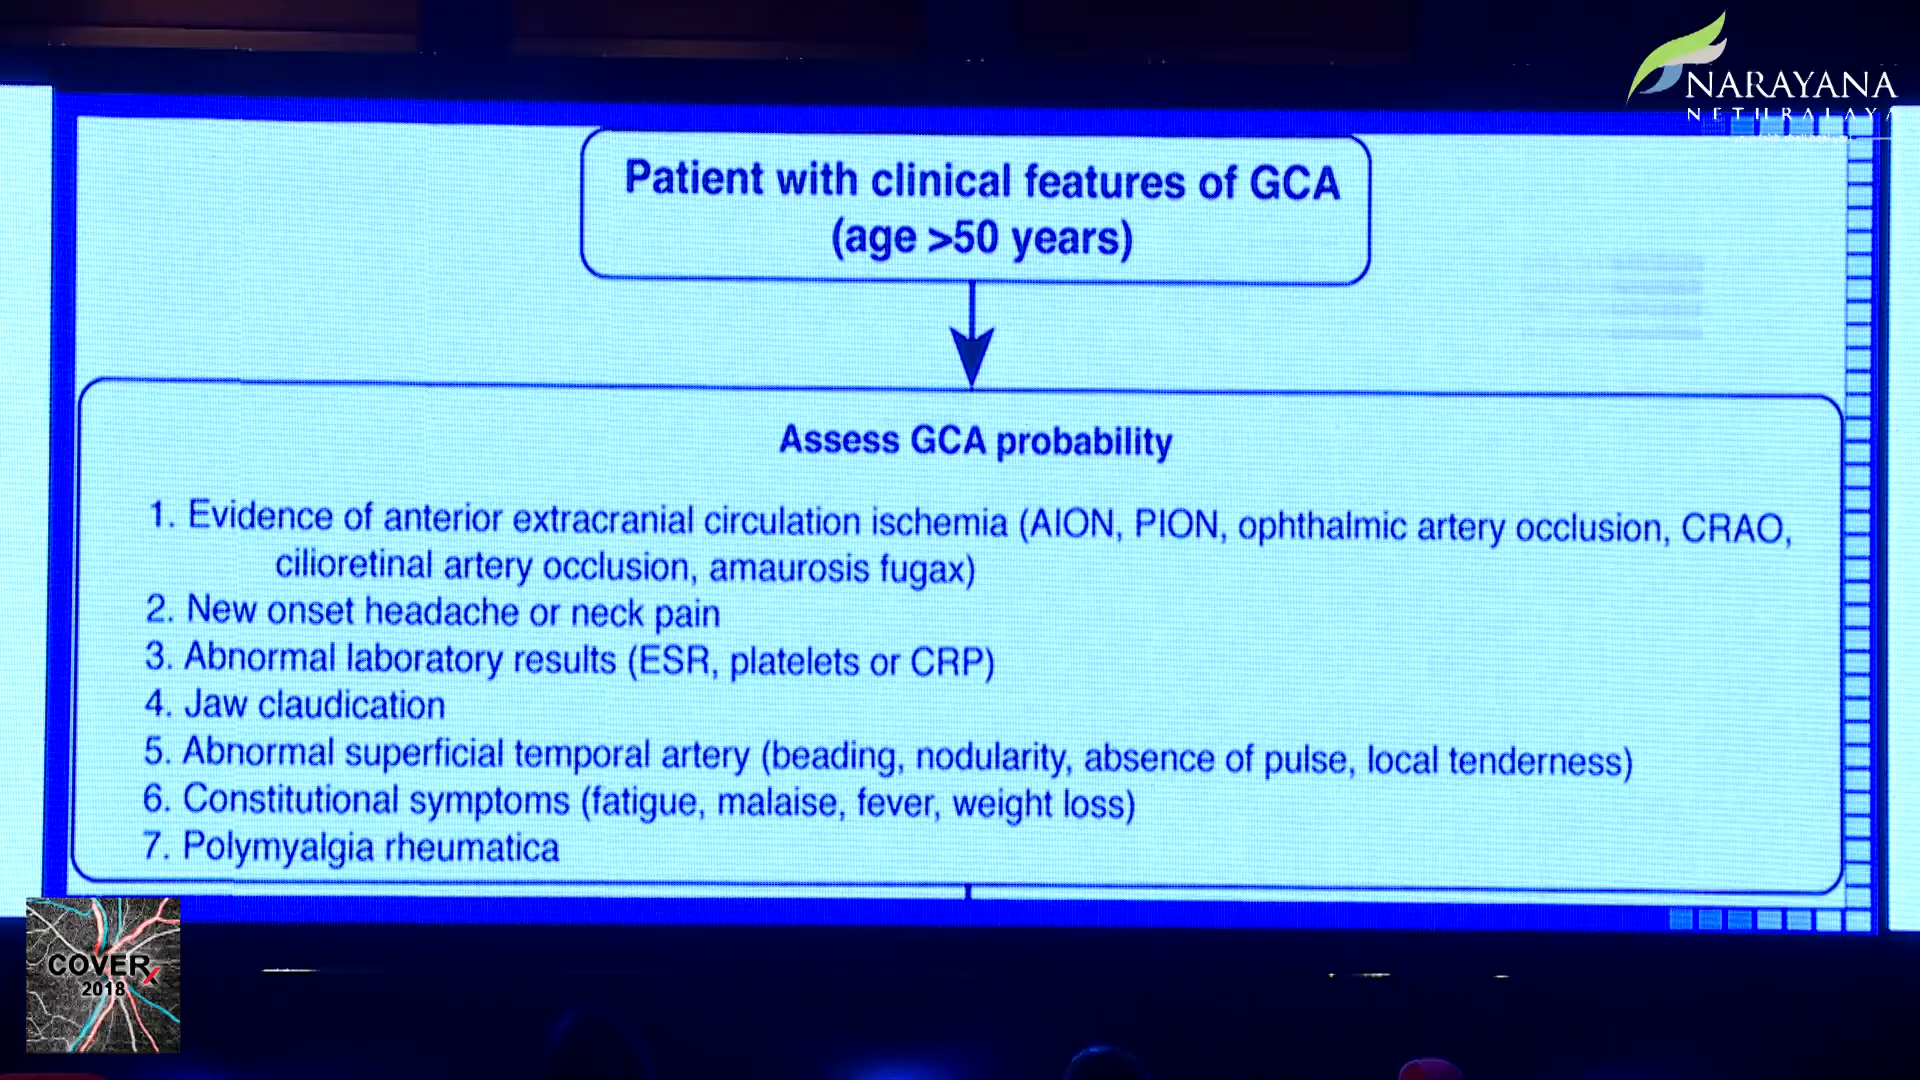 NARAYANA
NETHRALAYA
Patient with clinical features of GCA
(age >50 years)
Assess GCA probability
1. Evidence of anterior extracranial circulation ischemia (AION, PION, ophthalmic artery occlusion, CRAO,
cilioretinal artery occlusion, amaurosis fugax)
2. New onset headache or neck pain
3. Abnormal laboratory results (ESR, platelets or CRP)
4. Jaw claudication
5. Abnormal superficial temporal artery (beading, nodularity, absence of pulse, local tenderness)
6. Constitutional symptoms (fatigue, malaise, fever, weight loss)
7. Polymyalgia rheumatica
COVERx
2018